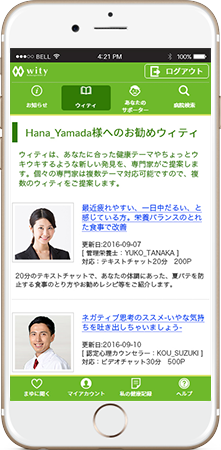 BELL
4:21 PM
100%
wity
ログアウト
お知らせ
ウィティ
あなたの
サポーター
病院検索
Hana_Yamada様へのお勧めウィティ
ウィティは、あなたに合った健康テーマやちょっとウ
キウキするような新しい発見を、専門家がご提案しま
す。個々の専門家は複数テーマ対応可能ですので、複
数のウィティをご提案します。
最近疲れやすい、一日中だるい、と
感じている方。栄養バランスのとれ
た食事で改善
更新日:2016-09-07
[ 管理栄養士：YUKO_TANAKA ]
対応：テキストチャット20分　200P
20分のテキストチャットで、あなたの体調にあった、夏バテを防
止する食事のとり方やお勧めレシピ等をご紹介します。
ネガティブ思考のススメ-いやな気持
ちを吐き出しちゃいましょう-
更新日:2016-09-10
[ 認定心理カウンセラー：KOU_SUZUKI ]
対応：ビデオチャット30分　500P
まゆに聞く
マイアカウント
私の健康記録
ヘルプ